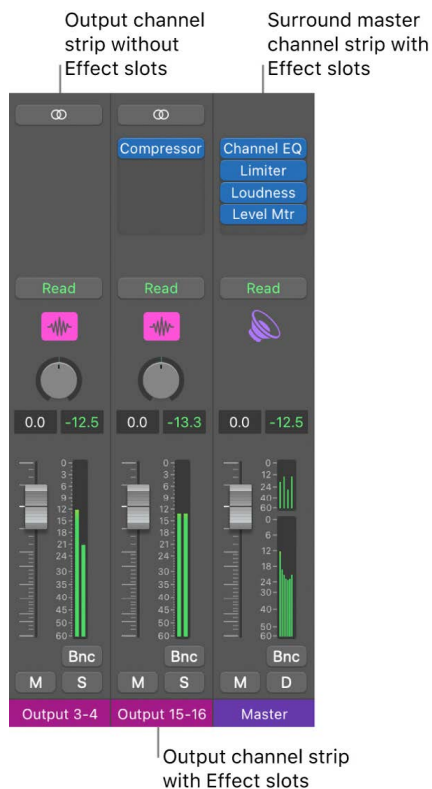 Output channel
strip without
Effect slots
Surround master
channel strip with
Effect slots
Compressor
Channel EQ
Limiter
Loudness
Level Mtr
Read
Read
Read
0.0 -12.5
0.0 -13.3
0.0 -12.5
0
3
6
9
12
15
18
21
24
30
35
40
45
50
60
0
3
6
9
12
15
18
21
24
30
35
40
45
50
60
0
12
24
40
60
0
6
12
18
24
30
40
50
60
Bnc
Bnc
Bnc
M S
M S
M D
Output 3-4
Output 15-16
Master
Output channel strip
with Effect slots